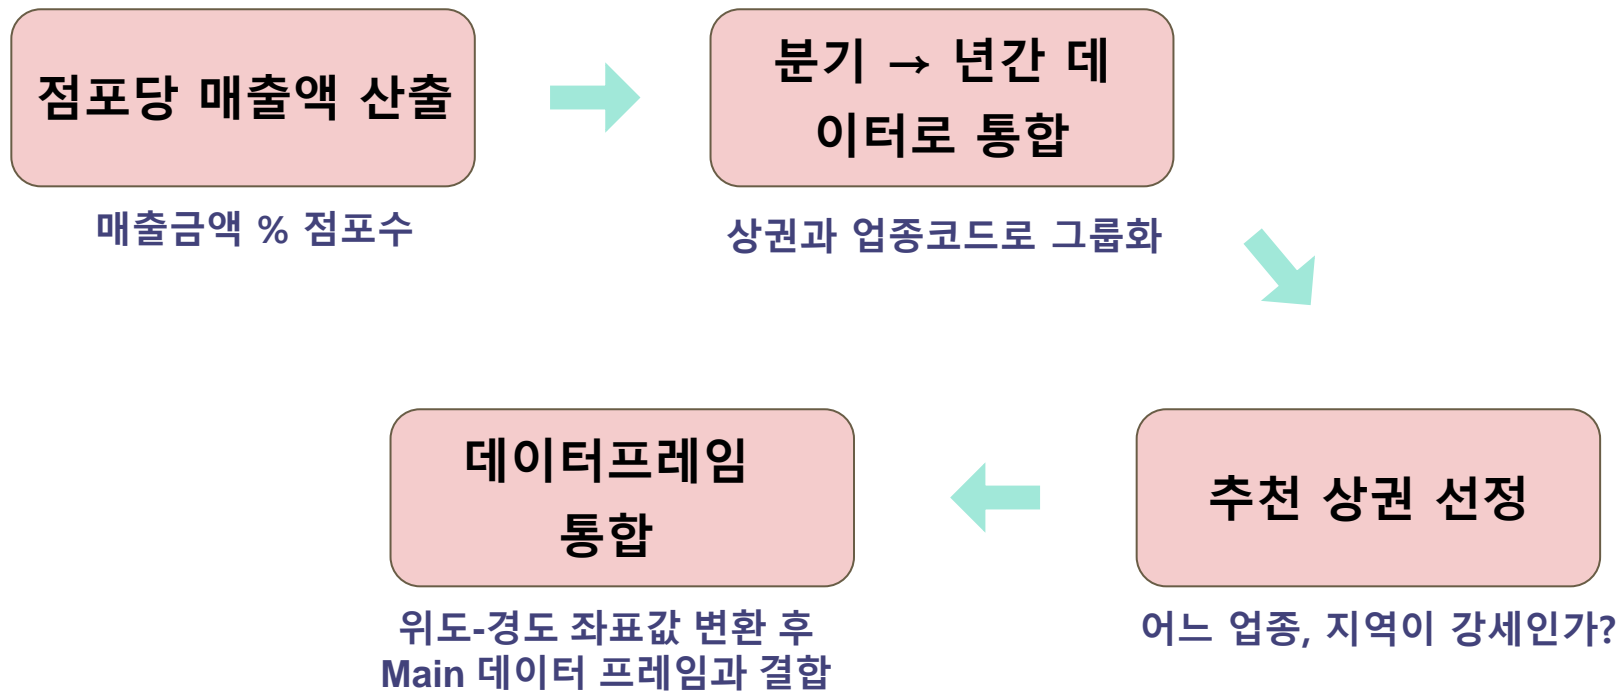 점포당 매출액 산출
매출금액 % 점포수
분기 → 년간 데
이터로 통합
상권과 업종코드로 그룹화
추천 상권 선정
어느 업종, 지역이 강세인가?
데이터프레임
통합
위도-경도 좌표값 변환 후
Main 데이터 프레임과 결합